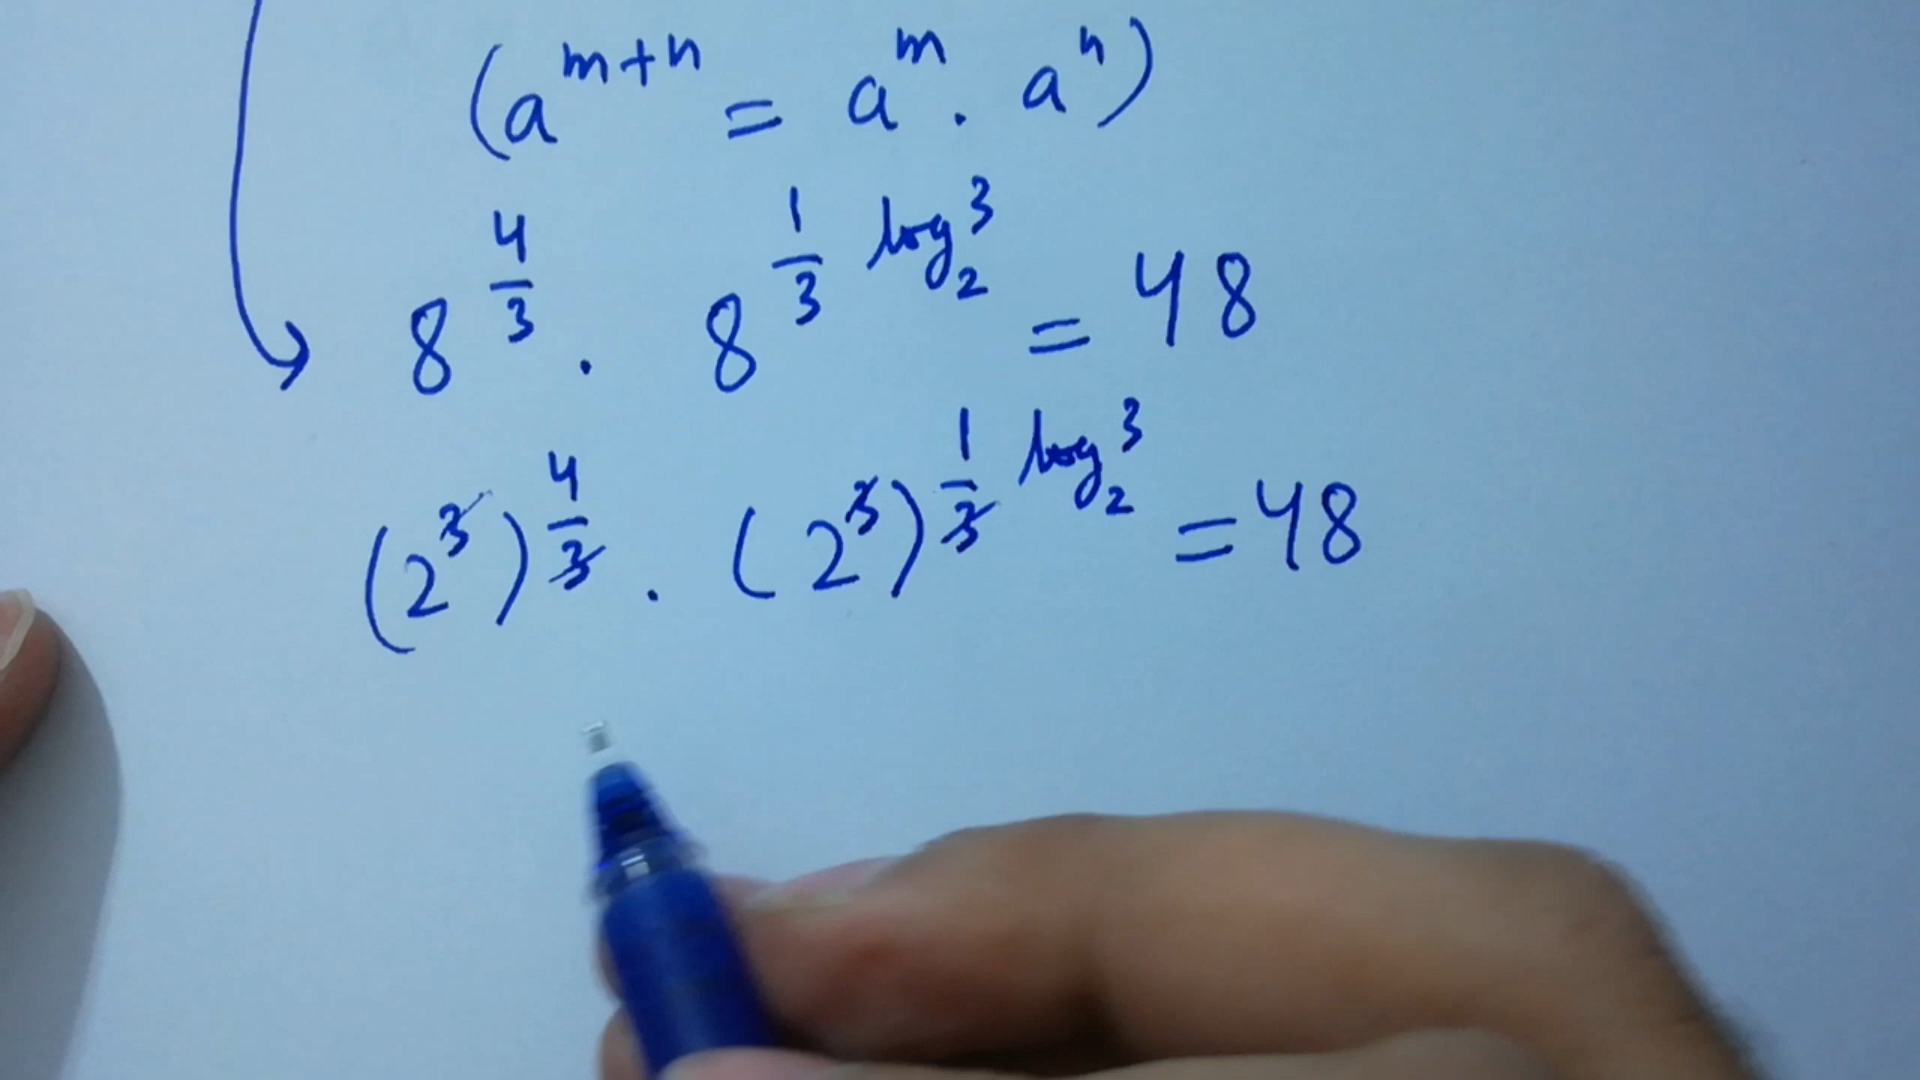 (a^{m+n} = a^m . a^n)
8^{4/3} . 8^{1/3 log_2 3} = 48
(2^3)^{4/3} . (2^3)^{1/3 log_2 3} = 48